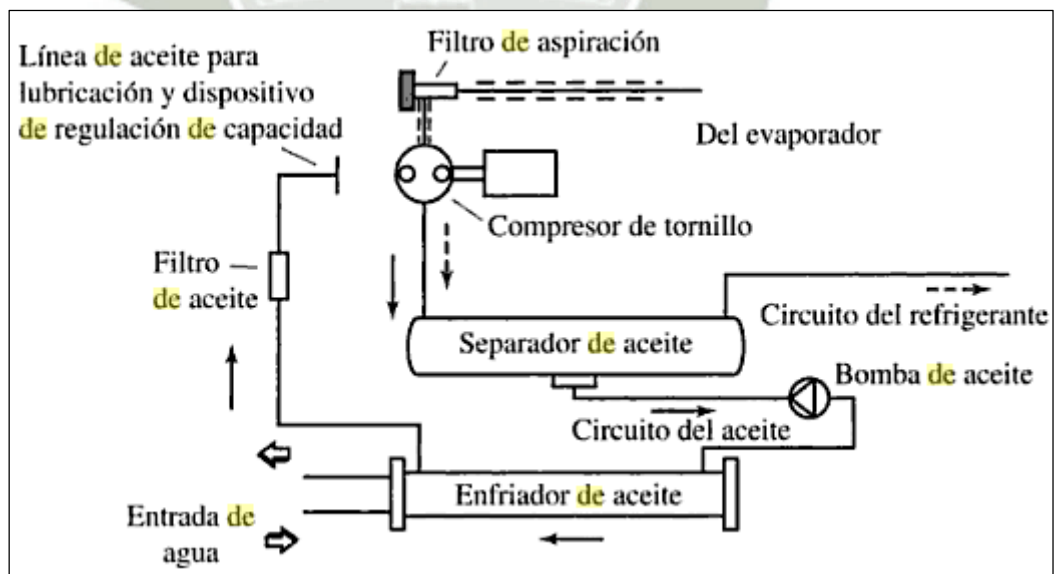 Línea de aceite para
lubricación y dispositivo
de regulación de capacidad
Filtro de aspiración
Del evaporador
Compresor de tornillo
Filtro
de aceite
Circuito del refrigerante
Separador de aceite
Bomba de aceite
Circuito del aceite
Enfriador de aceite
Entrada de
agua